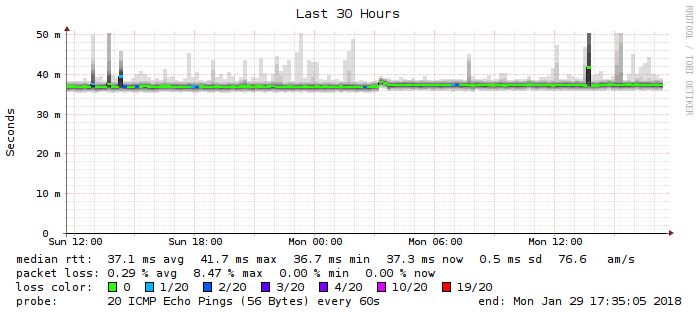 Last 30 Hours
RRDTOOL / TOBI OETIKER
Seconds
50 m
40 m
30 m
20 m
10 m
0
Sun 12:00 Sun 18:00 Mon 00:00 Mon 06:00 Mon 12:00
median rtt: 37.1 ms avg 41.7 ms max 36.7 ms min 37.3 ms now 0.5 ms sd 76.6 am/s
packet loss: 0.29 % avg 8.47 % max 0.00 % min 0.00 % now
loss color: 0 1/20 2/20 3/20 4/20 10/20 19/20
probe: 20 ICMP Echo Pings (56 Bytes) every 60s end: Mon Jan 29 17:35:05 2018